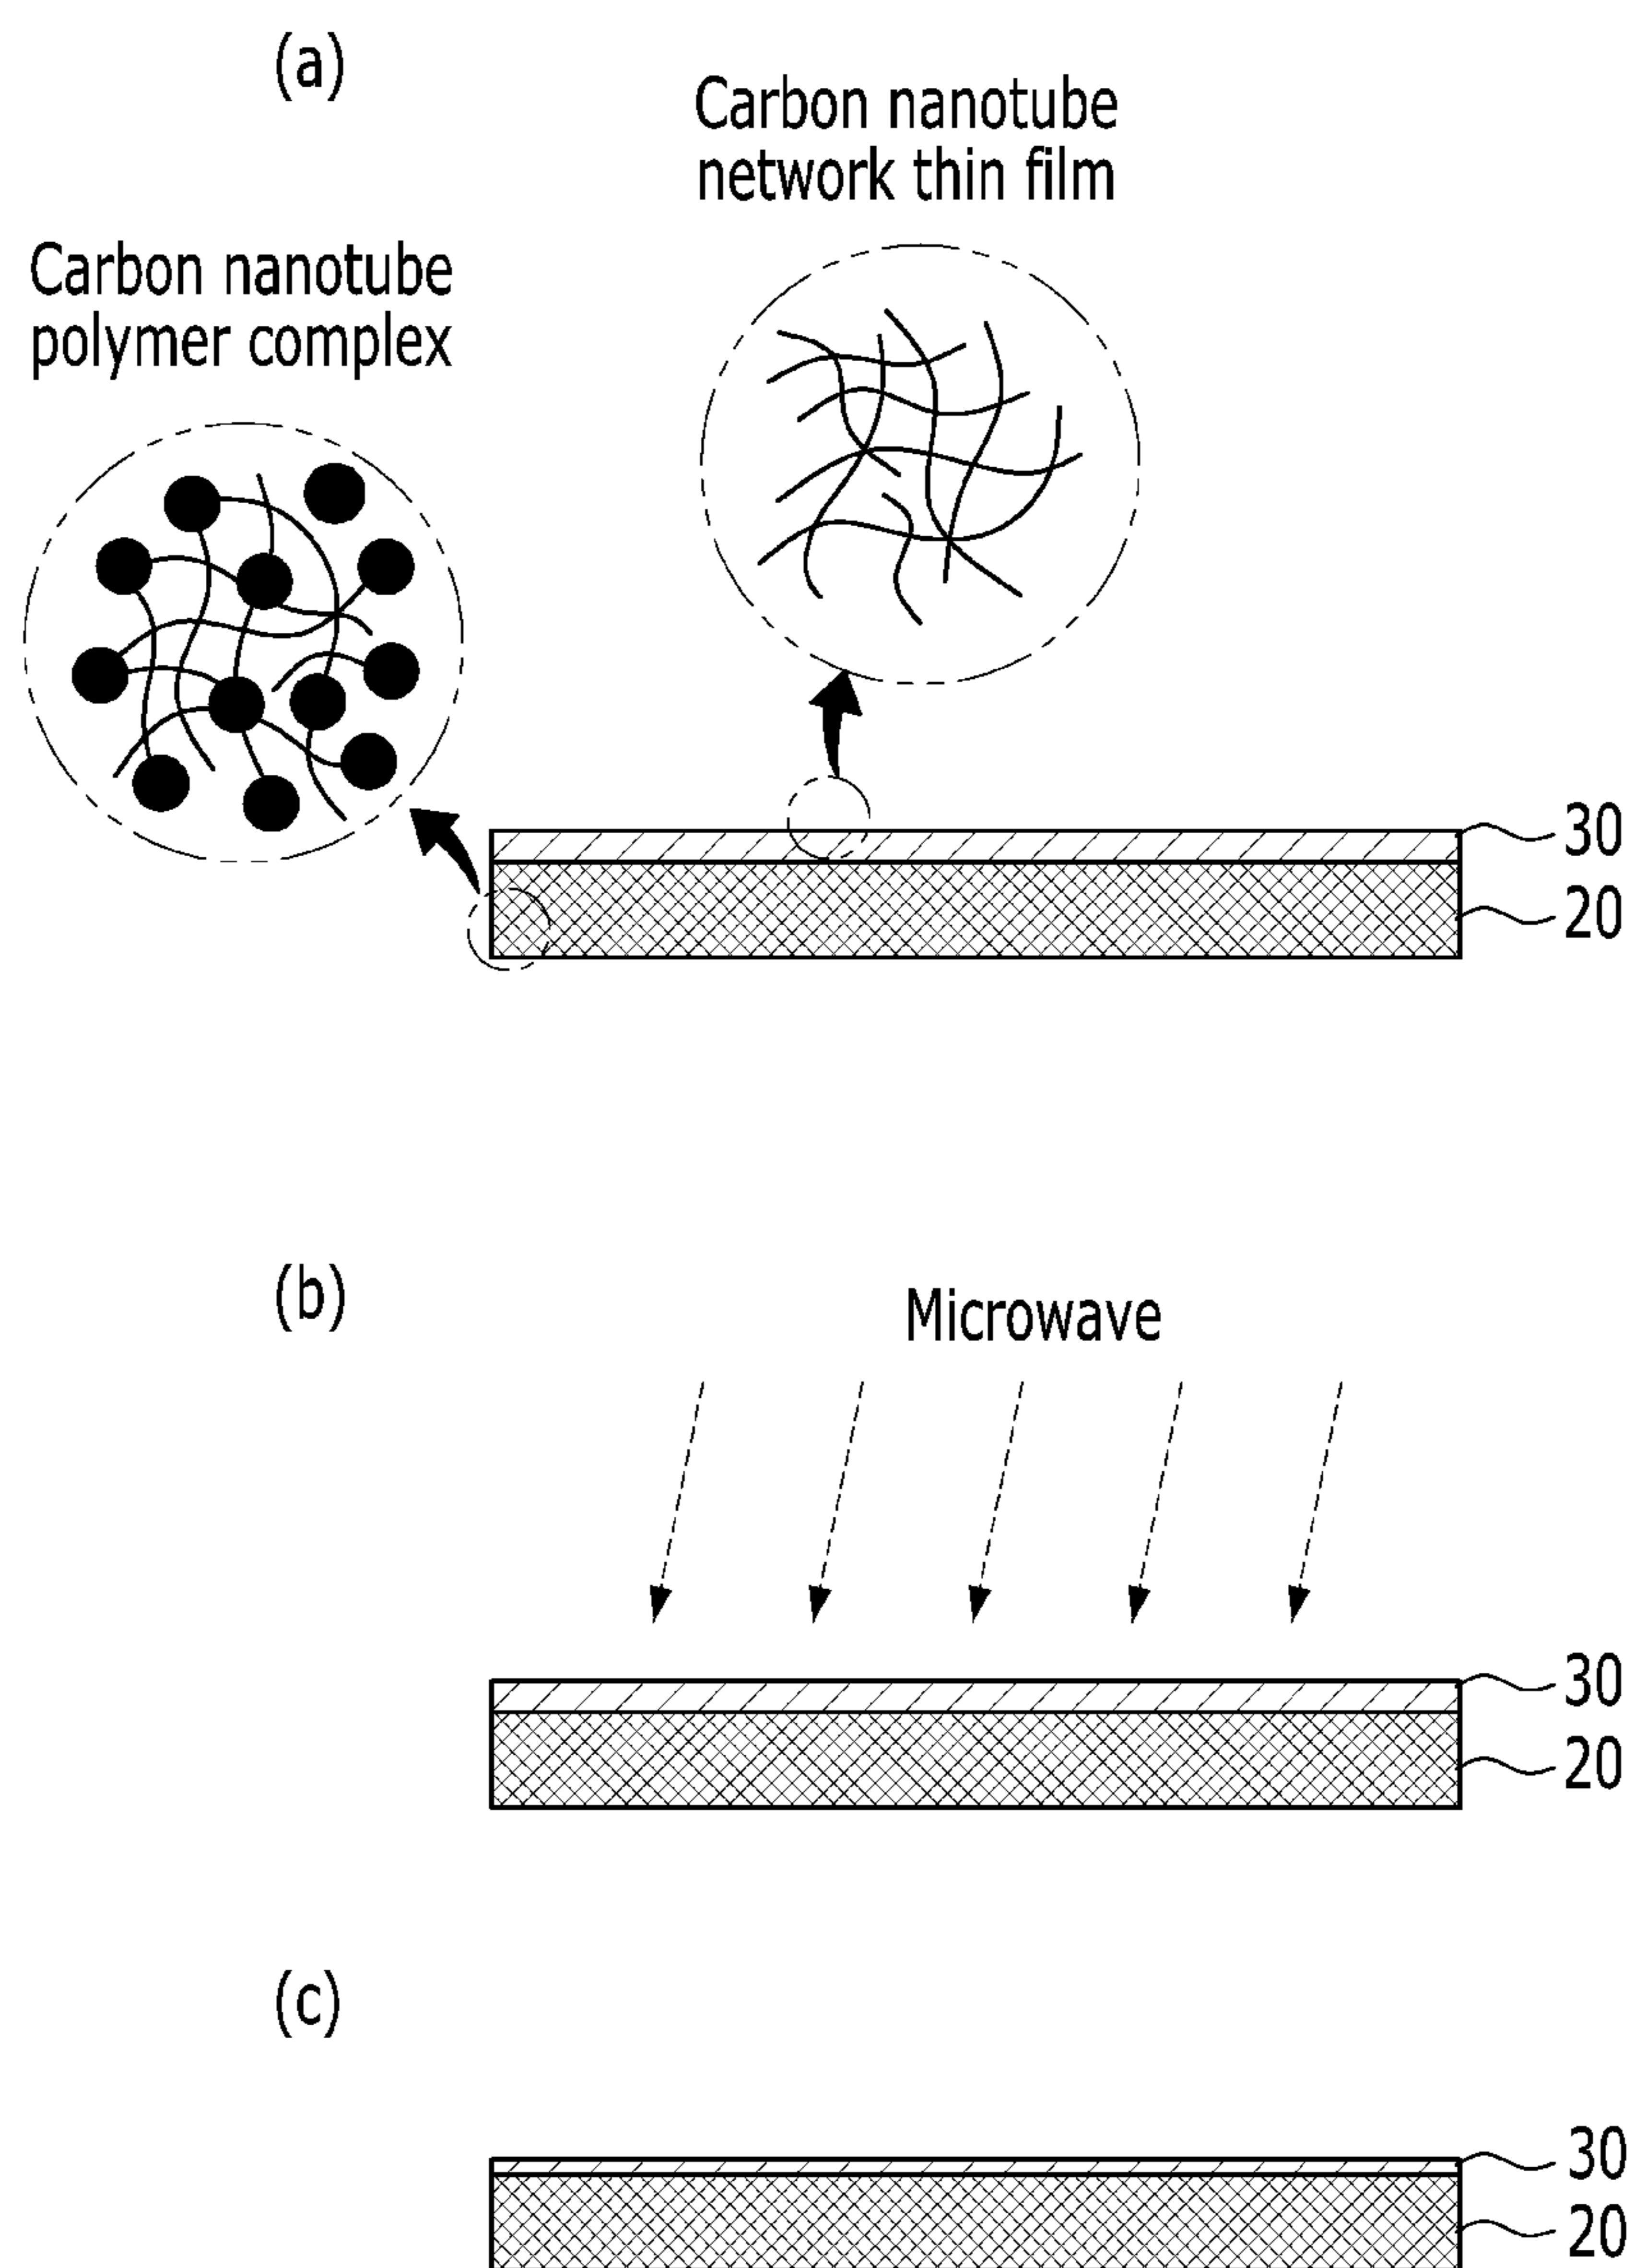 (a)
Carbon nanotube
network thin film
Carbon nanotube
polymer complex
30
20
(b)
Microwave
30
20
(c)
30
20